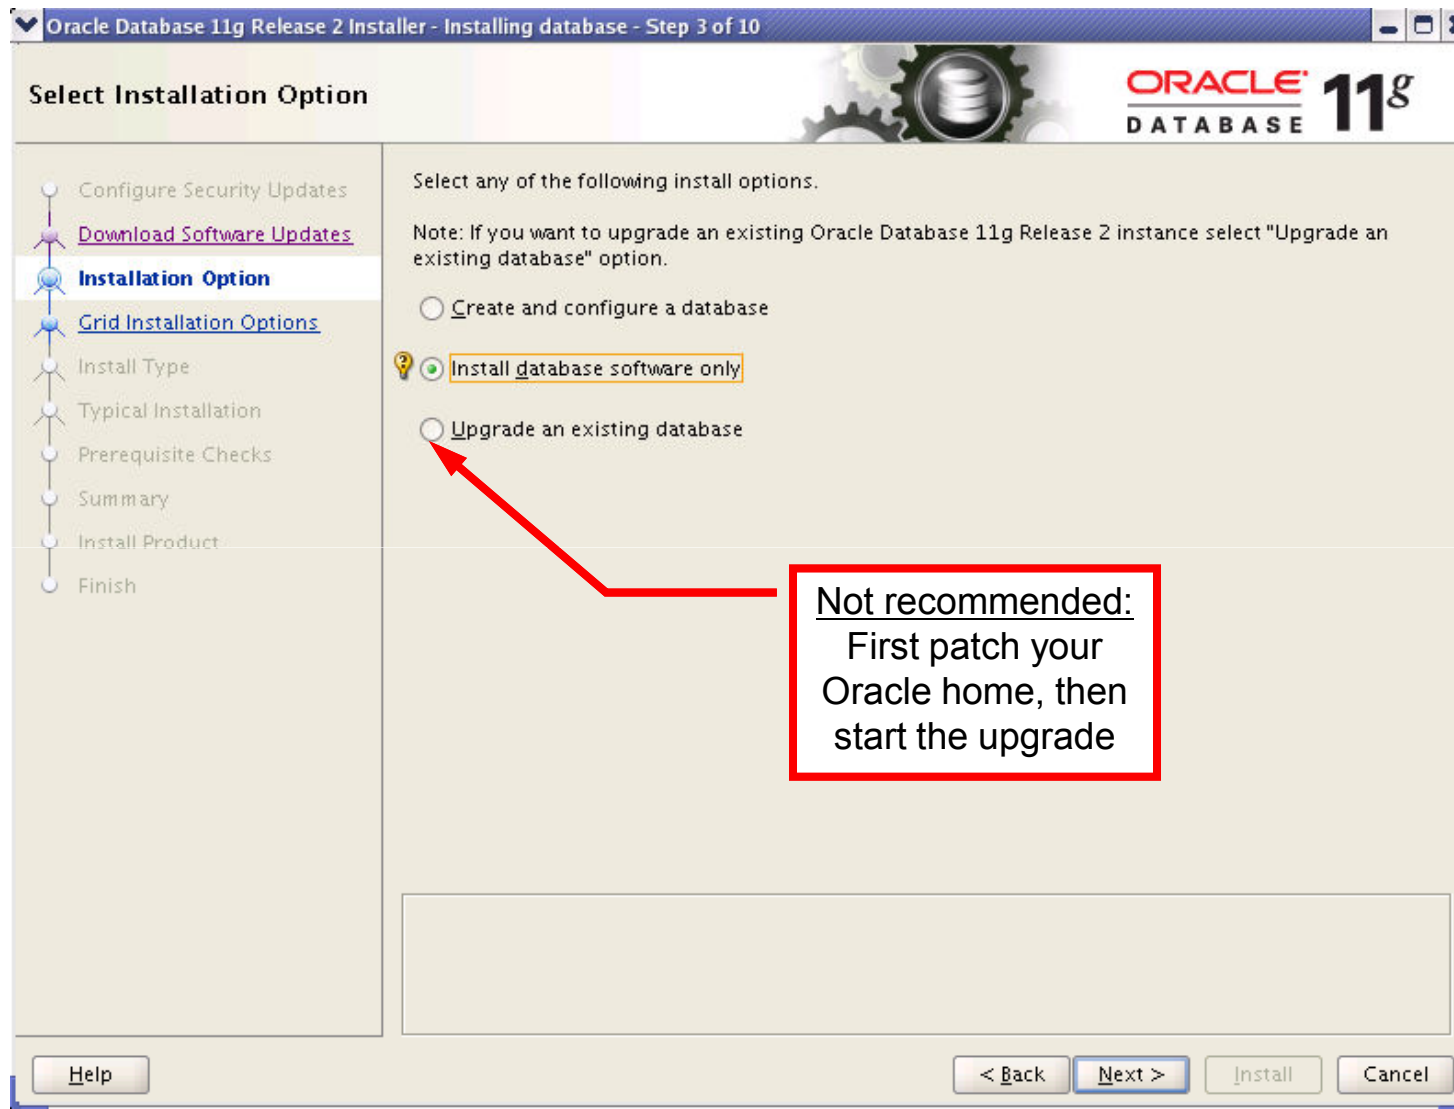 Oracle Database 11g Release 2 Installer - Installing database - Step 3 of 10
Select Installation Option
ORACLE
DATABASE
11g
Configure Security Updates
Download Software Updates
Installation Option
Grid Installation Options
Install Type
Typical Installation
Prerequisite Checks
Summary
Install Product
Finish
Select any of the following install options.
Note: If you want to upgrade an existing Oracle Database 11g Release 2 instance select "Upgrade an
existing database" option.
Create and configure a database
Install database software only
Upgrade an existing database
Not recommended:
First patch your
Oracle home, then
start the upgrade
Help
< Back
Next >
Install
Cancel